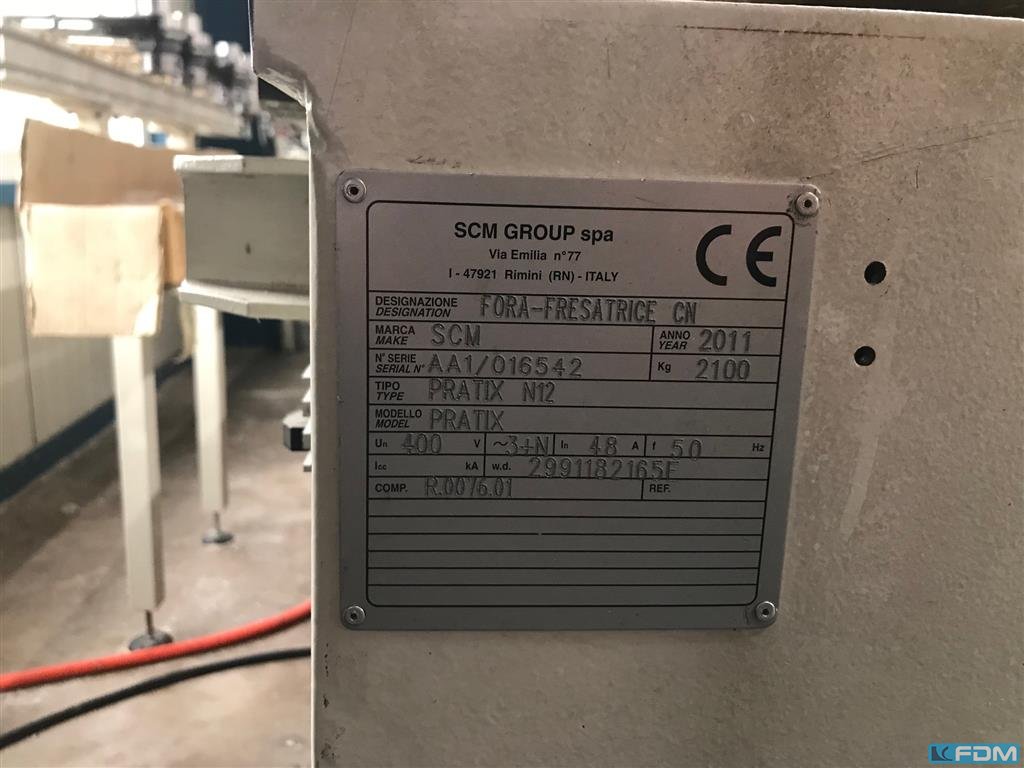 SCM GROUP spa
Via Emilia n°77
I - 47921 Rimini (RN) - ITALY
CE
DESIGNAZIONE
DESIGNATION FORA-FRESATRICE CN
MARCA
MAKE SCM ANNO
YEAR 2011
N° SERIE
SERIAL N° AA1/016542 Kg 2100
TIPO
TYPE PRATIX N12
MODELLO
MODEL PRATIX
Un 400 V ~3+N In 48 A f 50 Hz
Icc kA w.d. 2991182165F
COMP. R.0076.01 REF.
FDM